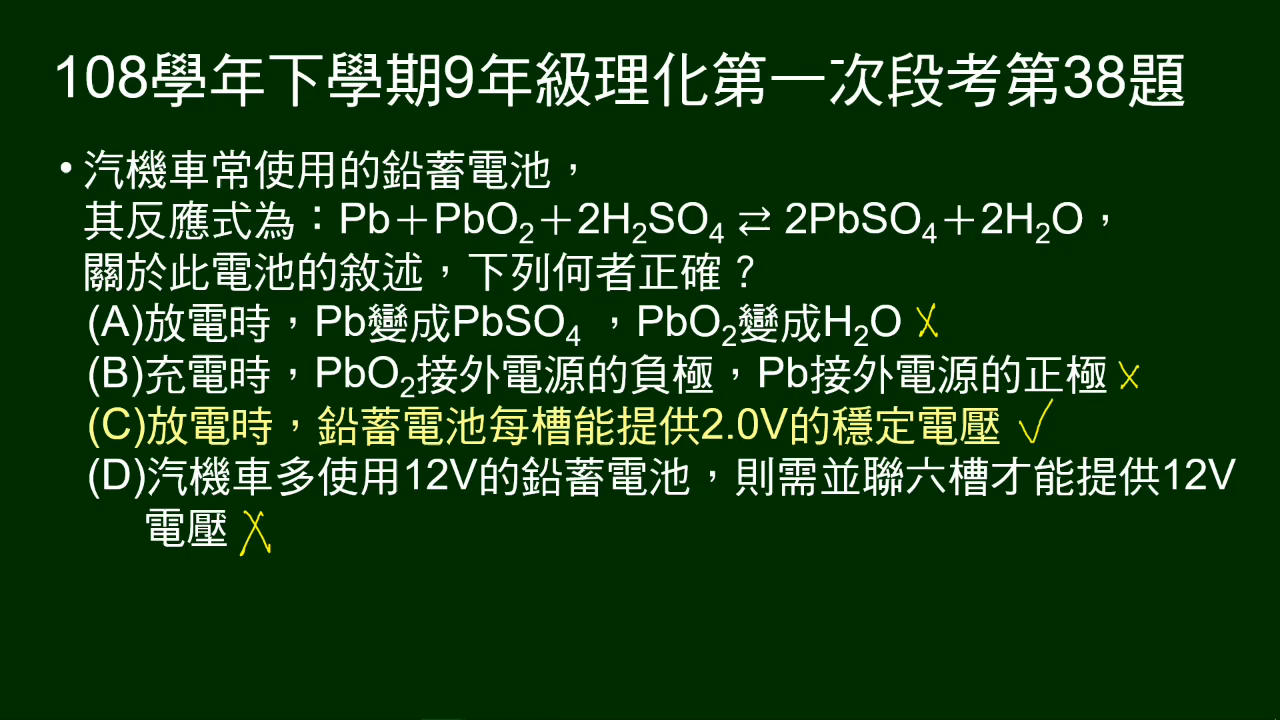 108學年下學期9年級理化第一次段考第38題
• 汽機車常使用的鉛蓄電池，
其反應式為：Pb＋PbO₂＋2H₂SO₄ ⇄ 2PbSO₄＋2H₂O，
關於此電池的敘述，下列何者正確？
(A)放電時，Pb變成PbSO₄ ，PbO₂變成H₂O X
(B)充電時，PbO₂接外電源的負極，Pb接外電源的正極 X
(C)放電時，鉛蓄電池每槽能提供2.0V的穩定電壓 ✓
(D)汽機車多使用12V的鉛蓄電池，則需並聯六槽才能提供12V
電壓 X